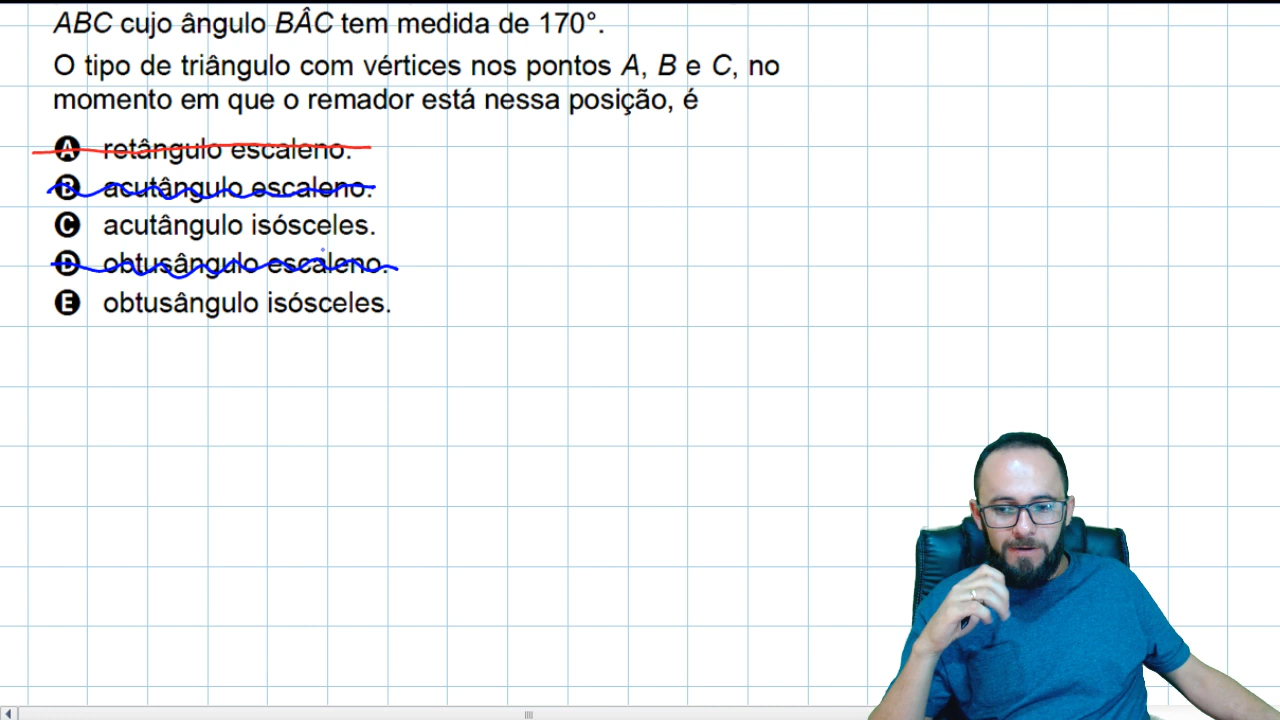 ABC cujo ângulo BÂC tem medida de 170°.
O tipo de triângulo com vértices nos pontos A, B e C, no
momento em que o remador está nessa posição, é
A retângulo escaleno.
B acutângulo escaleno.
C acutângulo isósceles.
D obtusângulo escaleno.
E obtusângulo isósceles.